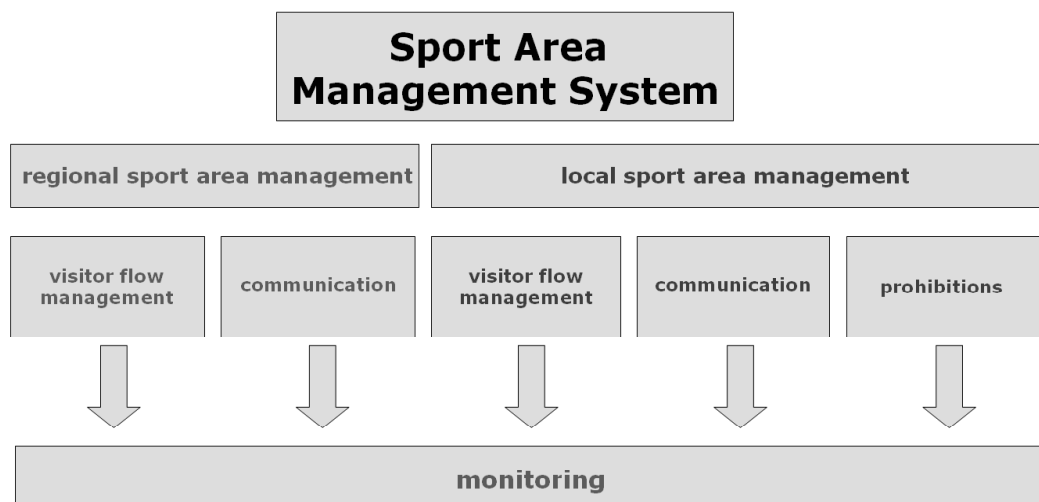 Sport Area
Management System
regional sport area management
local sport area management
visitor flow
management
communication
visitor flow
management
communication
prohibitions
monitoring